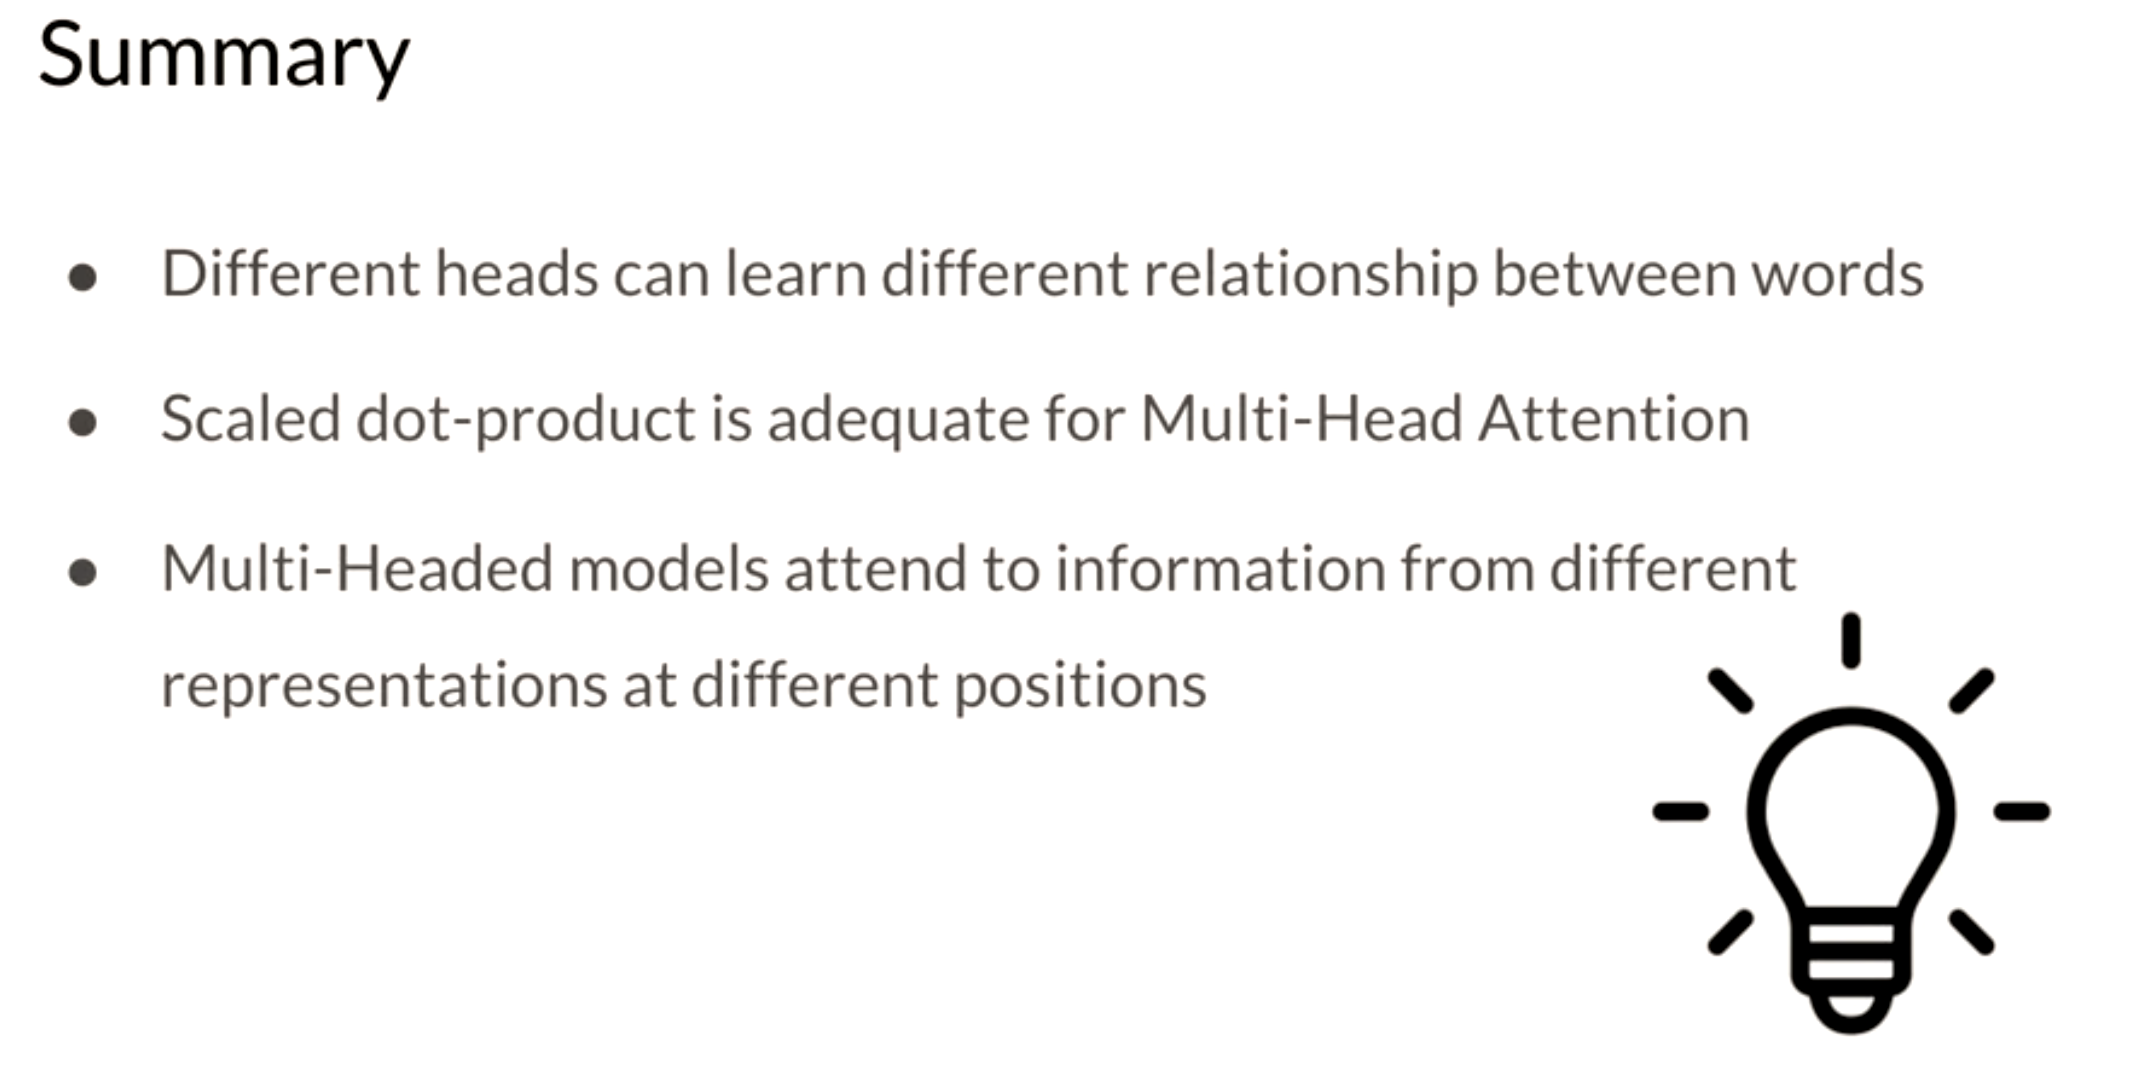 Summary
● Different heads can learn different relationship between words
● Scaled dot-product is adequate for Multi-Head Attention
● Multi-Headed models attend to information from different
representations at different positions